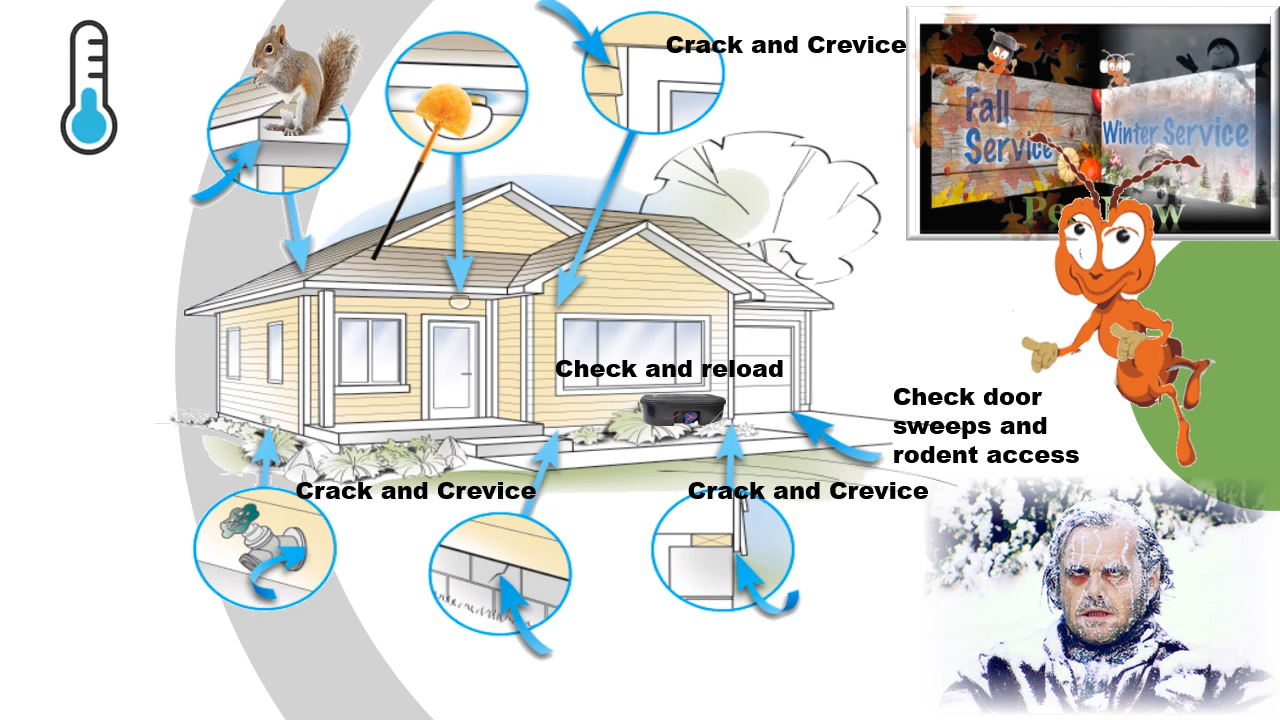 Crack and Crevice
Fall
Service
Winter Service
Check and reload
Check door
sweeps and
rodent access
Crack and Crevice
Crack and Crevice